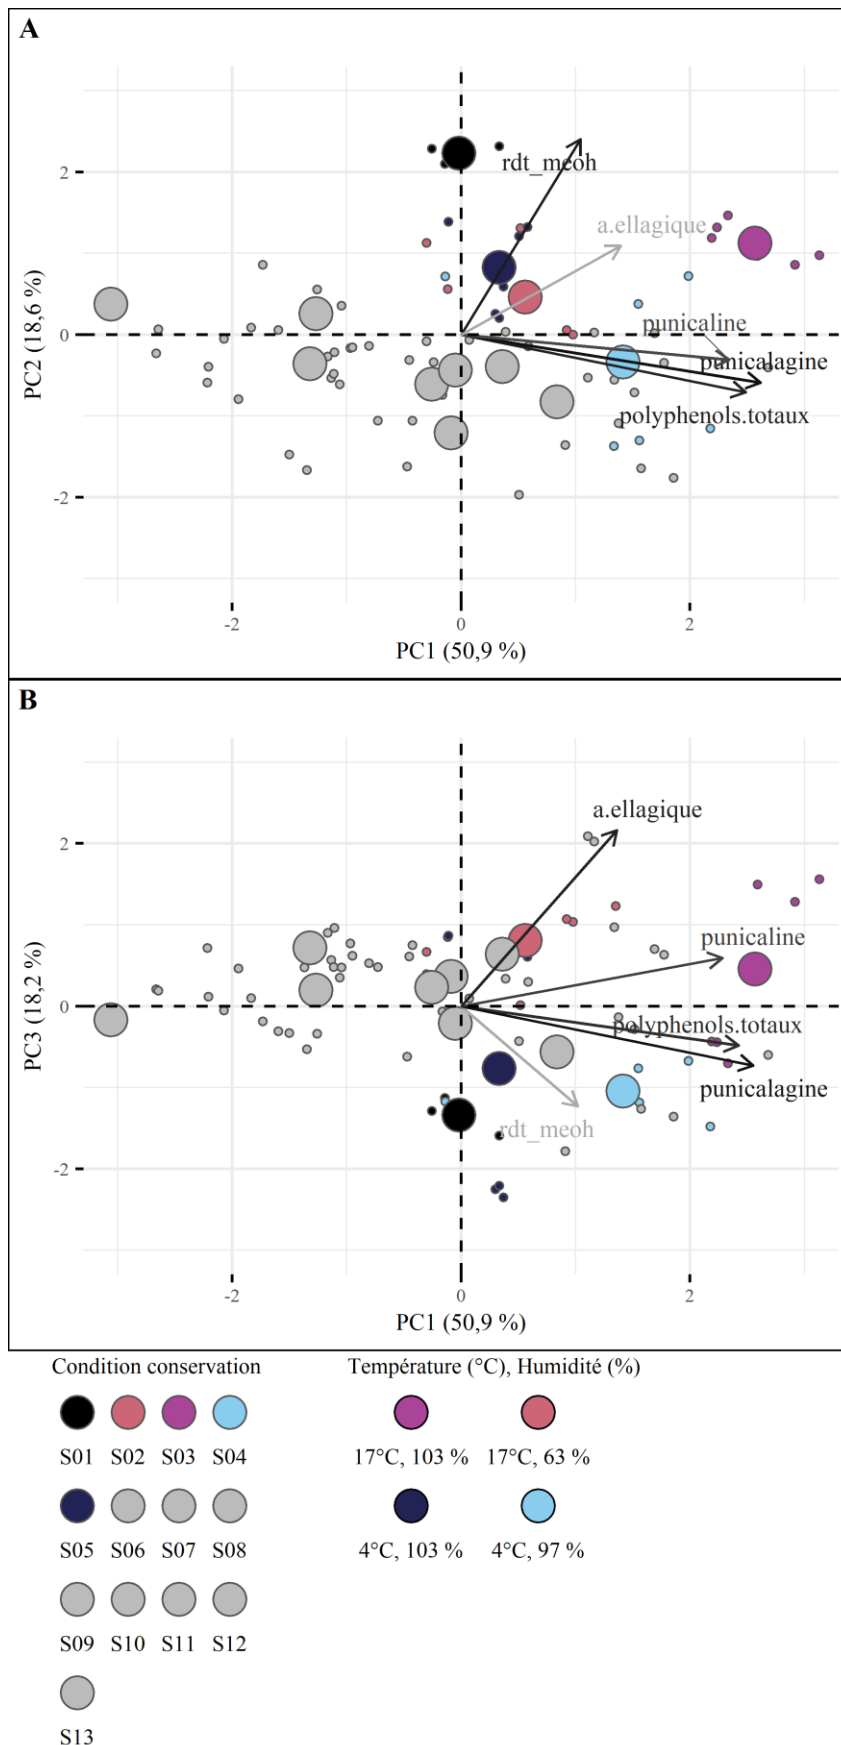 A
2
0
-2
PC2 (18,6 %)
rdt_meoh
a.ellagique
punicaline
punicalagine
polyphenols.totaux
-2
0
2
PC1 (50,9 %)
B
2
0
-2
PC3 (18,2 %)
a.ellagique
punicaline
polyphenols.totaux
punicalagine
rdt_meoh
-2
0
2
PC1 (50,9 %)
Condition conservation
S01 S02 S03 S04
S05 S06 S07 S08
S09 S10 S11 S12
S13
Température (°C), Humidité (%)
17°C, 103 % 17°C, 63 %
4°C, 103 % 4°C, 97 %